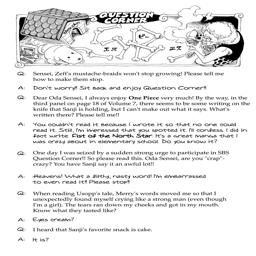 QUESTION
CORNER
Q: Sensei, Zeff's mustache-braids won't stop growing! Please tell me
how to make them stop.
A: Don't worry!! Sit back and enjoy Question Corner!!
Q: Dear Oda Sensei, I always enjoy One Piece very much! By the way, in the
third panel on page 18 of Volume 7, there seems to be some writing on the
knife that Sanji is holding, but I can't make out what it says. What's
written there? Please tell me!!
A: You couldn't read it because I wrote it so that no one could
read it. Still, I'm impressed that you spotted it. I'll confess. I did in
fact write Fist of the North Star. It's a great manga that I
was crazy about in elementary school. Do you know it?
Q: One day I was seized by a sudden strong urge to participate in SBS
Question Corner!! So please read this. Oda Sensei, are you "crap-
crazy? You have Sanji say it an awful lot!!
A: Heavens! What a filthy, nasty word! I'm embarrassed
to even read it!! Please stop!!
Q: When reading Usopp's tale, Merry's words moved me so that I
unexpectedly found myself crying like a strong man (even though
I'm a girl). The tears ran down my cheeks and got in my mouth.
Know what they tasted like?
A: Eyes cream?
Q: I heard that Sanji's favorite snack is cake.
A: It is?